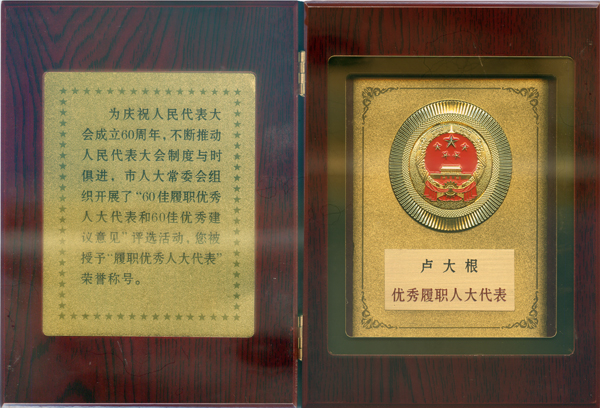 为庆祝人民代表大
会成立60周年，不断推动
人民代表大会制度与时
俱进，市人大常委会组
织开展了“60佳履职优秀
人大代表和60佳优秀建
议意见”评选活动，您被
授予“履职优秀人大代表”
荣誉称号。
卢大根
优秀履职人大代表